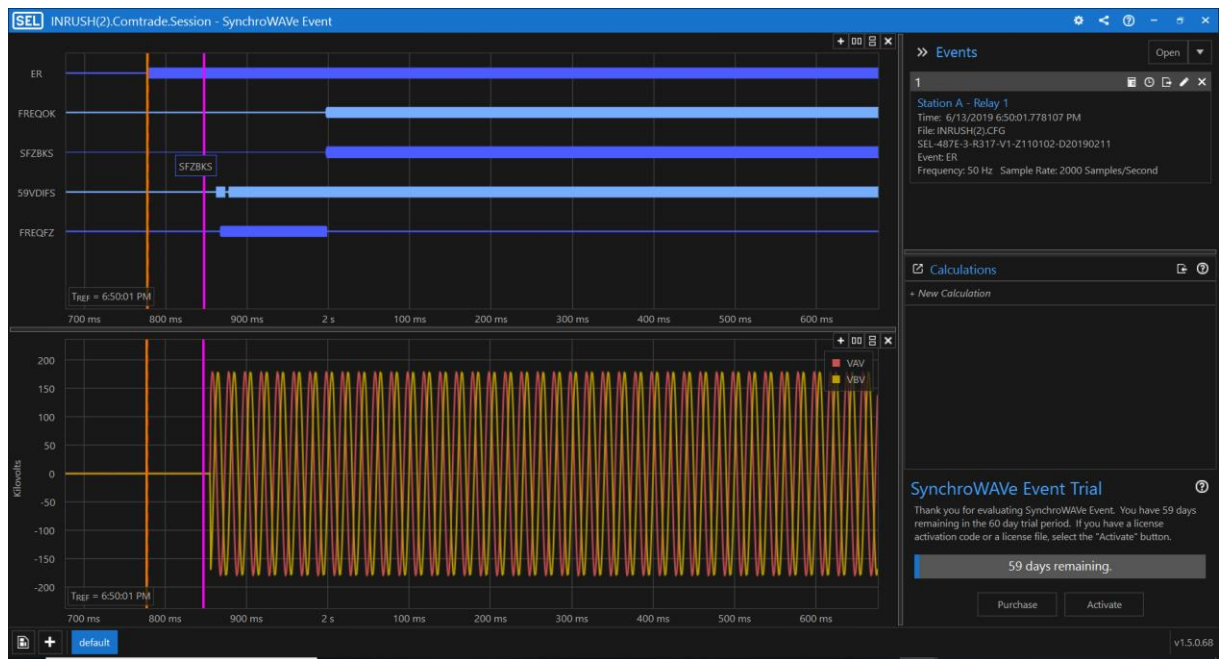 SEL INRUSH(2).Comtrade.Session - SynchroWAVe Event
ER
FREQOK
SFZBKS
SFZBKS
59VDIFS
FREQFZ
TREF = 6:50:01 PM
700 ms 800 ms 900 ms 2 s 100 ms 200 ms 300 ms 400 ms 500 ms 600 ms
VAV
VBV
200
150
100
50
0
-50
-100
-150
-200
Kilovolts
TREF = 6:50:01 PM
700 ms 800 ms 900 ms 2 s 100 ms 200 ms 300 ms 400 ms 500 ms 600 ms
default
Events
Open
1
Station A - Relay 1
Time: 6/13/2019 6:50:01.778107 PM
File: INRUSH(2).CFG
SEL-487E-3-R317-V1-Z110102-D20190211
Event: ER
Frequency: 50 Hz Sample Rate: 2000 Samples/Second
Calculations
+ New Calculation
SynchroWAVe Event Trial
Thank you for evaluating SynchroWAVe Event. You have 59 days
remaining in the 60 day trial period. If you have a license
activation code or a license file, select the "Activate" button.
59 days remaining.
Purchase Activate
v1.5.0.68